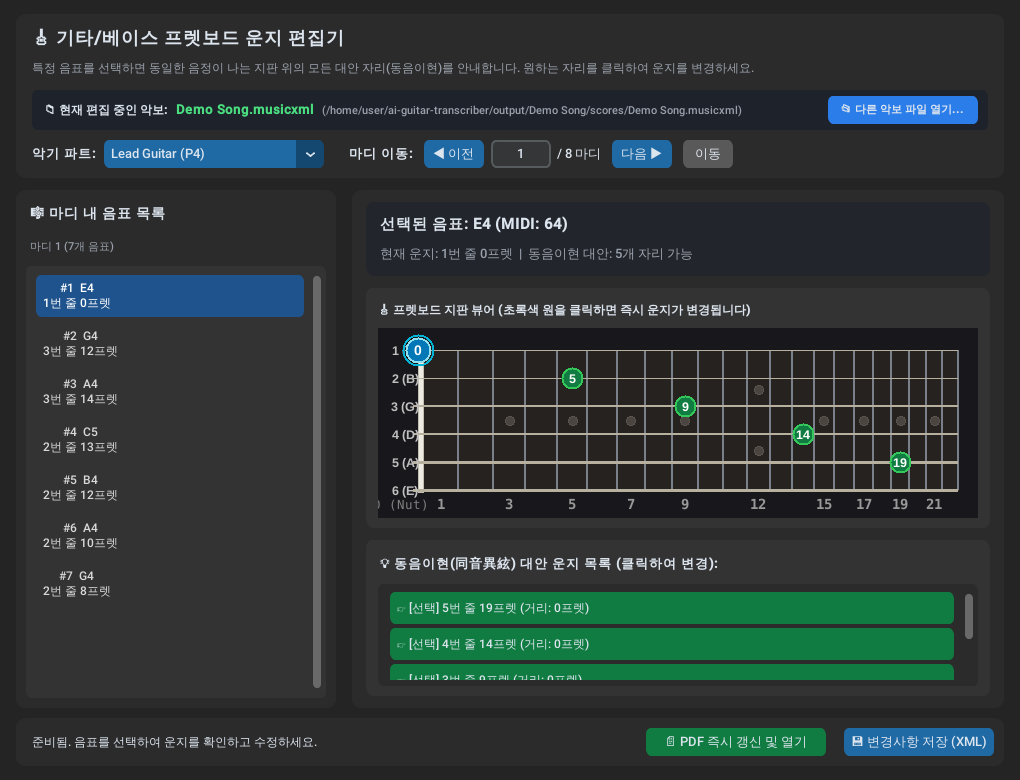 기타/베이스 프렛보드 운지 편집기
특정 음표를 선택하면 동일한 음정이 나는 지판 위의 모든 대안 자리(동음이현)를 안내합니다. 원하는 자리를 클릭하여 운지를 변경하세요.
현재 편집 중인 악보: Demo Song.musicxml (/home/user/ai-guitar-transcriber/output/Demo Song/scores/Demo Song.musicxml)
다른 악보 파일 열기...
악기 파트: Lead Guitar (P4) 마디 이동: ◀ 이전 1 / 8 마디 다음 ▶ 이동
마디 내 음표 목록
마디 1 (7개 음표)
#1 E4
1번 줄 0프렛
#2 G4
3번 줄 12프렛
#3 A4
3번 줄 14프렛
#4 C5
2번 줄 13프렛
#5 B4
2번 줄 12프렛
#6 A4
2번 줄 10프렛
#7 G4
2번 줄 8프렛
선택된 음표: E4 (MIDI: 64)
현재 운지: 1번 줄 0프렛 | 동음이현 대안: 5개 자리 가능
프렛보드 지판 뷰어 (초록색 원을 클릭하면 즉시 운지가 변경됩니다)
1 0
2 (B) 5
3 (G) 9
4 (D) 14
5 (A) 19
6 (E)
) (Nut) 1 3 5 7 9 12 15 17 19 21
동음이현(同音異絃) 대안 운지 목록 (클릭하여 변경):
[선택] 5번 줄 19프렛 (거리: 0프렛)
[선택] 4번 줄 14프렛 (거리: 0프렛)
[선택] 3번 줄 9프렛 (거리: 0프렛)
준비됨. 음표를 선택하여 운지를 확인하고 수정하세요.
PDF 즉시 갱신 및 열기
변경사항 저장 (XML)